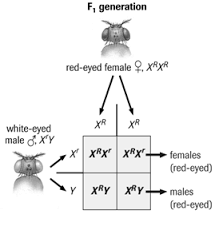 F₁ generation
red-eyed female ♀, XᴿXᴿ
Xᴿ Xᴿ
white-eyed
male ♂, XʳY
Xʳ XᴿXʳ XᴿXʳ females
(red-eyed)
Y XᴿY XᴿY males
(red-eyed)